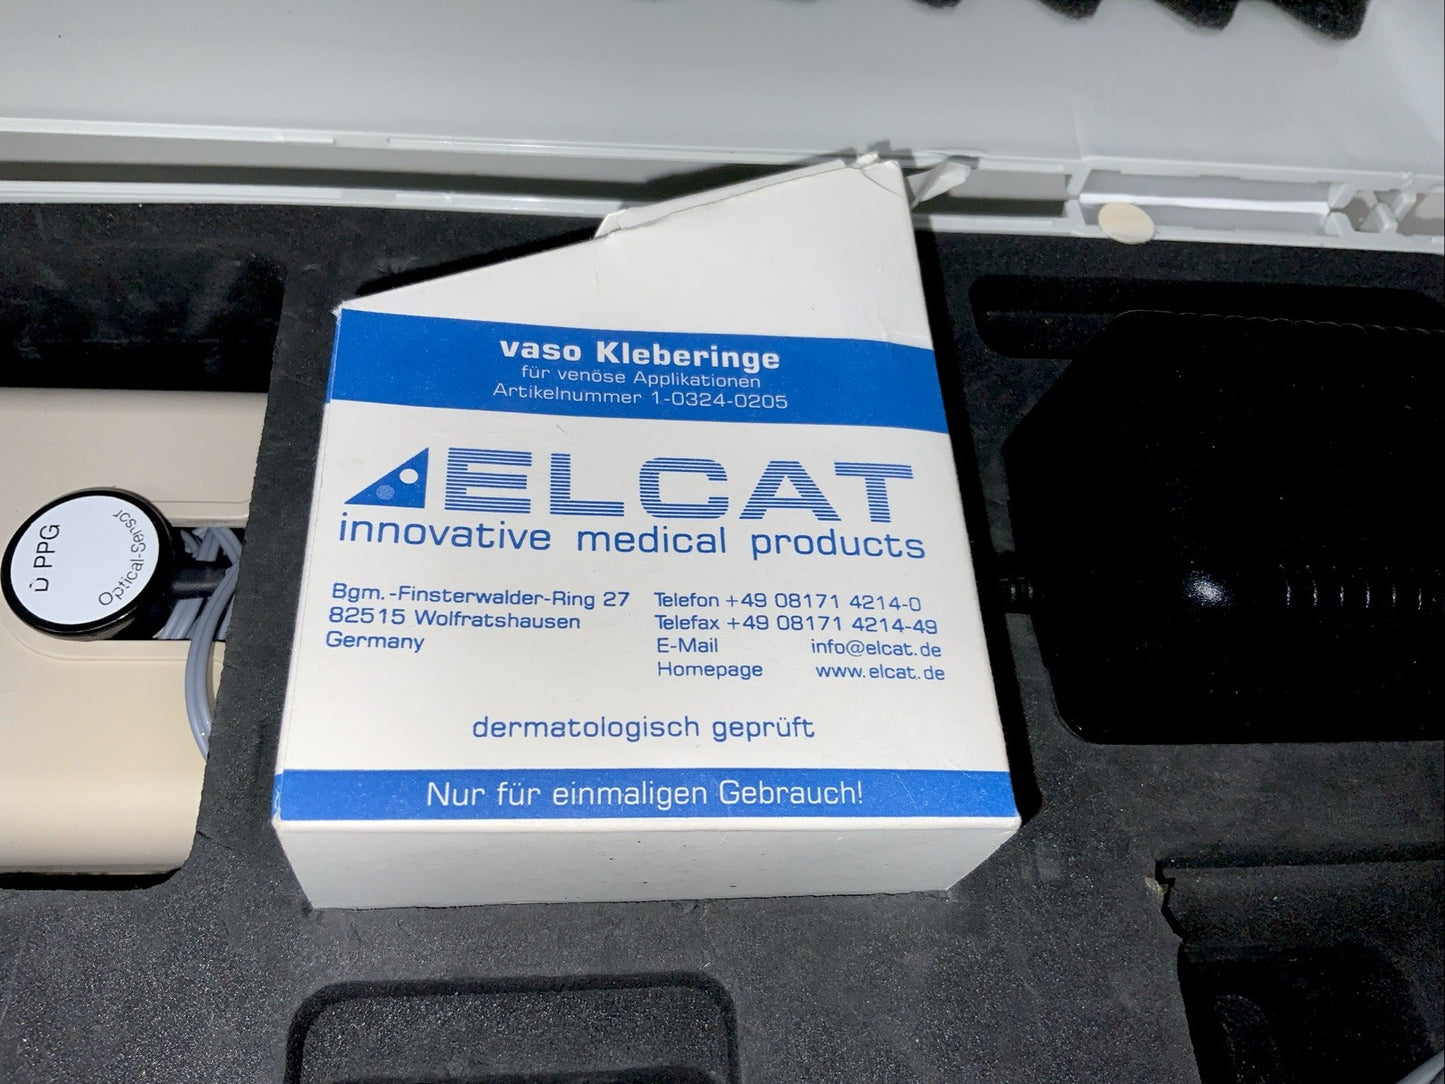 vaso Kleberinge
für venöse Applikationen
Artikelnummer 1-0324-0205
ELCAT
innovative medical products
Bgm.-Finsterwalder-Ring 27
82515 Wolfratshausen
Germany
Telefon +49 08171 4214-0
Telefax +49 08171 4214-49
E-Mail info@elcat.de
Homepage www.elcat.de
dermatologisch geprüft
Nur für einmaligen Gebrauch!
D PPG
Optical-Sensor